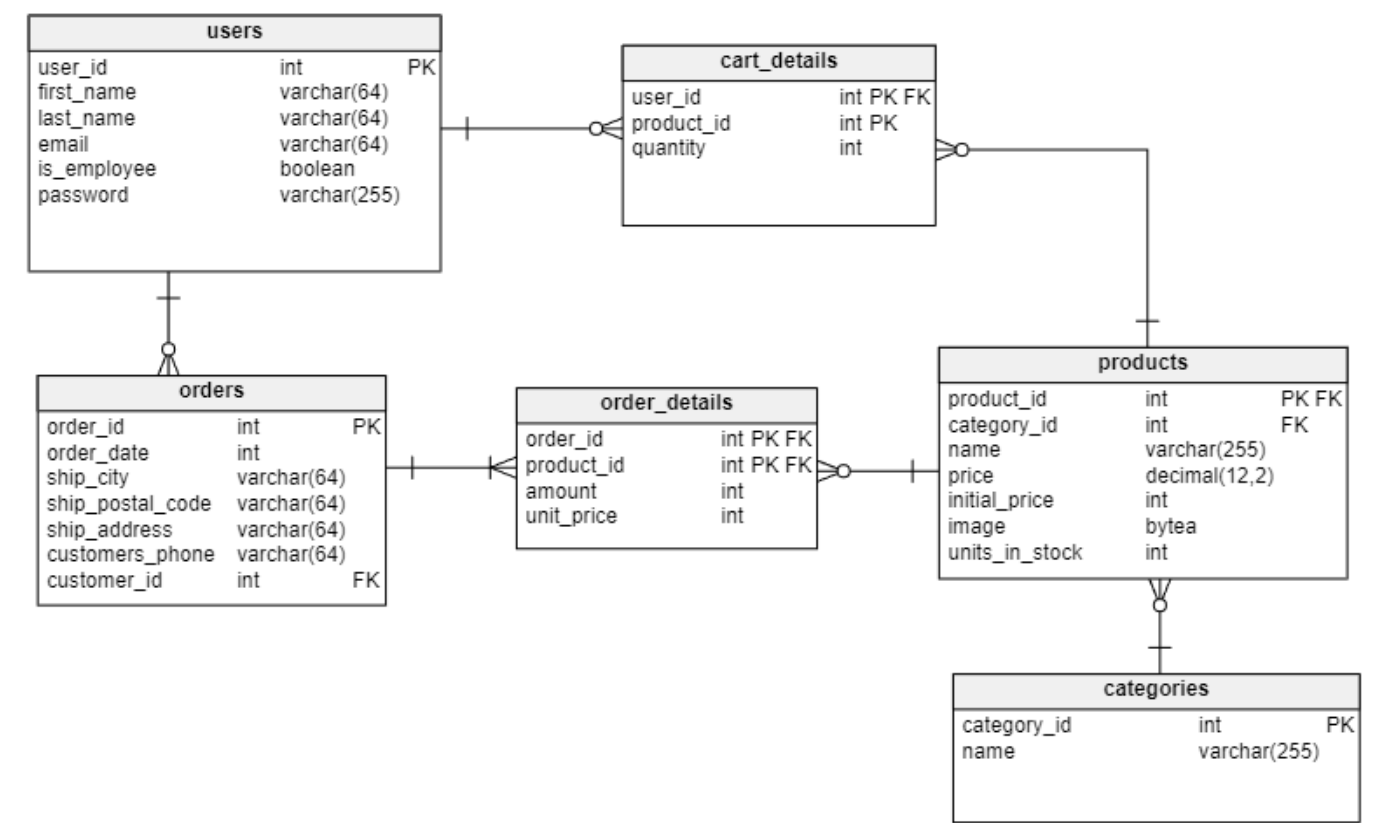 users
user_id int PK
first_name varchar(64)
last_name varchar(64)
email varchar(64)
is_employee boolean
password varchar(255)
cart_details
user_id int PK FK
product_id int PK
quantity int
orders
order_id int PK
order_date int
ship_city varchar(64)
ship_postal_code varchar(64)
ship_address varchar(64)
customers_phone varchar(64)
customer_id int FK
order_details
order_id int PK FK
product_id int PK FK
amount int
unit_price int
products
product_id int PK FK
category_id int FK
name varchar(255)
price decimal(12,2)
initial_price int
image bytea
units_in_stock int
categories
category_id int PK
name varchar(255)